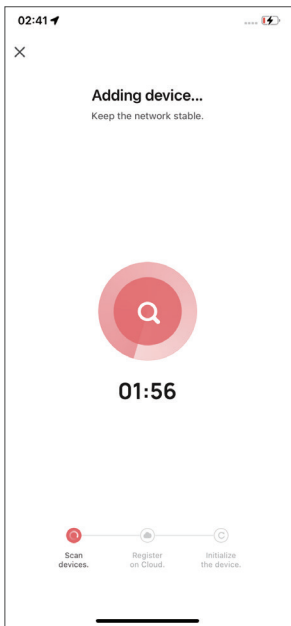 02:41
Adding device...
Keep the network stable.
01:56
Scan
devices.
Register
on Cloud.
Initialize
the device.